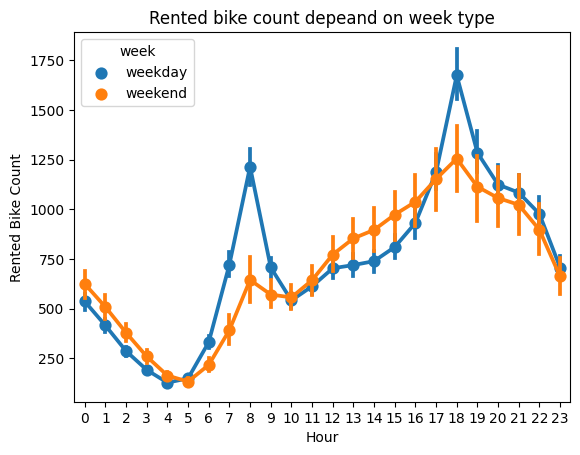 Rented bike count depeand on week type
week
weekday
weekend
Rented Bike Count
1750
1500
1250
1000
750
500
250
0 1 2 3 4 5 6 7 8 9 10 11 12 13 14 15 16 17 18 19 20 21 22 23
Hour